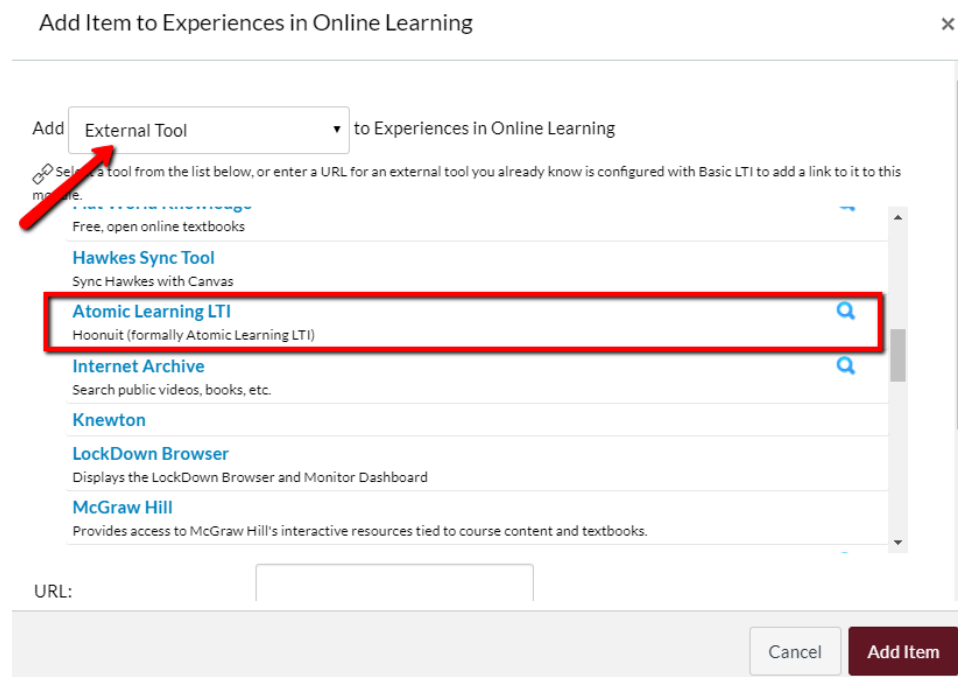 Add Item to Experiences in Online Learning
×
Add External Tool to Experiences in Online Learning
Select a tool from the list below, or enter a URL for an external tool you already know is configured with Basic LTI to add a link to it to this
Free, open online textbooks
Hawkes Sync Tool
Sync Hawkes with Canvas
Atomic Learning LTI
Hoonuit (formally Atomic Learning LTI)
Internet Archive
Search public videos, books, etc.
Knewton
LockDown Browser
Displays the LockDown Browser and Monitor Dashboard
McGraw Hill
Provides access to McGraw Hill's interactive resources tied to course content and textbooks.
URL:
Cancel
Add Item